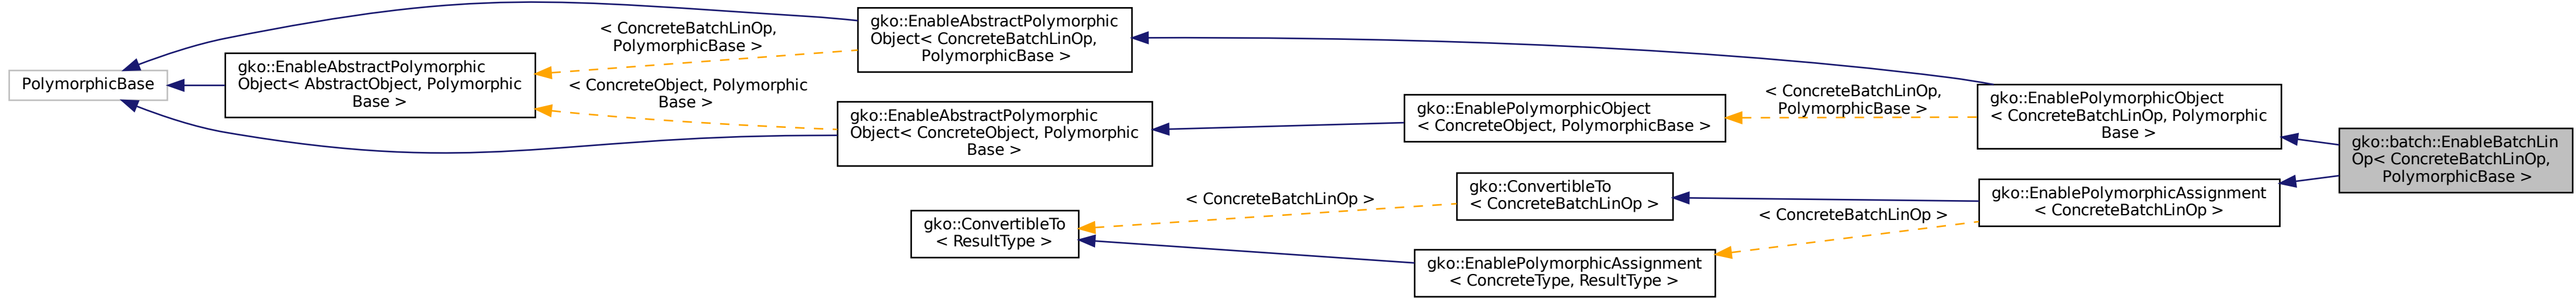 PolymorphicBase
gko::EnableAbstractPolymorphic
Object< AbstractObject, Polymorphic
Base >
< ConcreteBatchLinOp,
PolymorphicBase >
< ConcreteObject, Polymorphic
Base >
gko::EnableAbstractPolymorphic
Object< ConcreteBatchLinOp,
PolymorphicBase >
gko::EnableAbstractPolymorphic
Object< ConcreteObject, Polymorphic
Base >
gko::ConvertibleTo
< ResultType >
< ConcreteBatchLinOp >
gko::EnablePolymorphicObject
< ConcreteObject, PolymorphicBase >
gko::ConvertibleTo
< ConcreteBatchLinOp >
gko::EnablePolymorphicAssignment
< ConcreteType, ResultType >
< ConcreteBatchLinOp,
PolymorphicBase >
< ConcreteBatchLinOp >
gko::EnablePolymorphicObject
< ConcreteBatchLinOp, Polymorphic
Base >
gko::EnablePolymorphicAssignment
< ConcreteBatchLinOp >
gko::batch::EnableBatchLin
Op< ConcreteBatchLinOp,
PolymorphicBase >